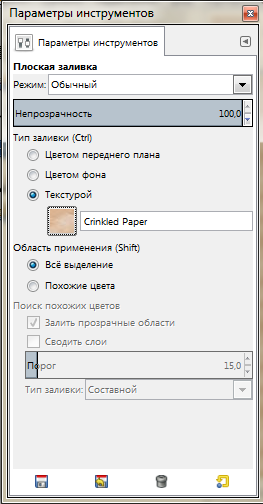 Параметры инструментов
Параметры инструментов
Плоская заливка
Режим: Обычный
Непрозрачность 100,0
Тип заливки (Ctrl)
Цветом переднего плана
Цветом фона
Текстурой
Crinkled Paper
Область применения (Shift)
Всё выделение
Похожие цвета
Поиск похожих цветов
Залить прозрачные области
Сводить слои
Порог 15,0
Тип заливки: Составной